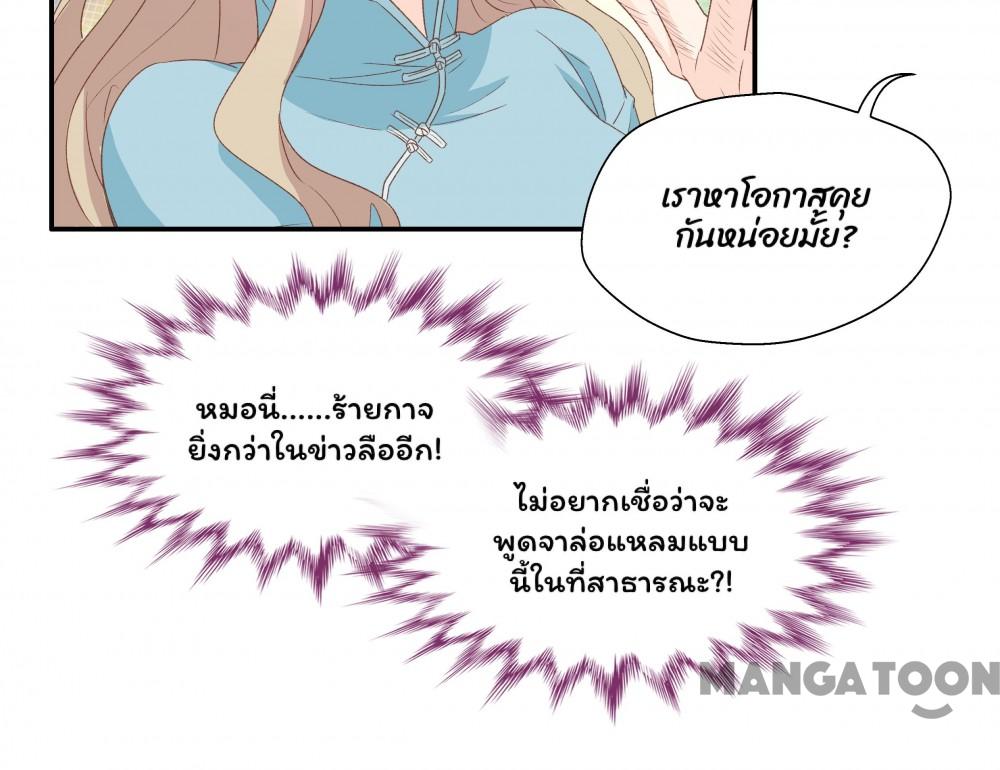 เราหาโอกาสคุย
กันหน่อยมั้ย?
หมอนี่......ร้ายกาจ
ยิ่งกว่าในข่าวลืออีก!
ไม่อยากเชื่อว่าจะ
พูดจาล่อแหลมแบบ
นี้ในที่สาธารณะ?!
MANGATOON